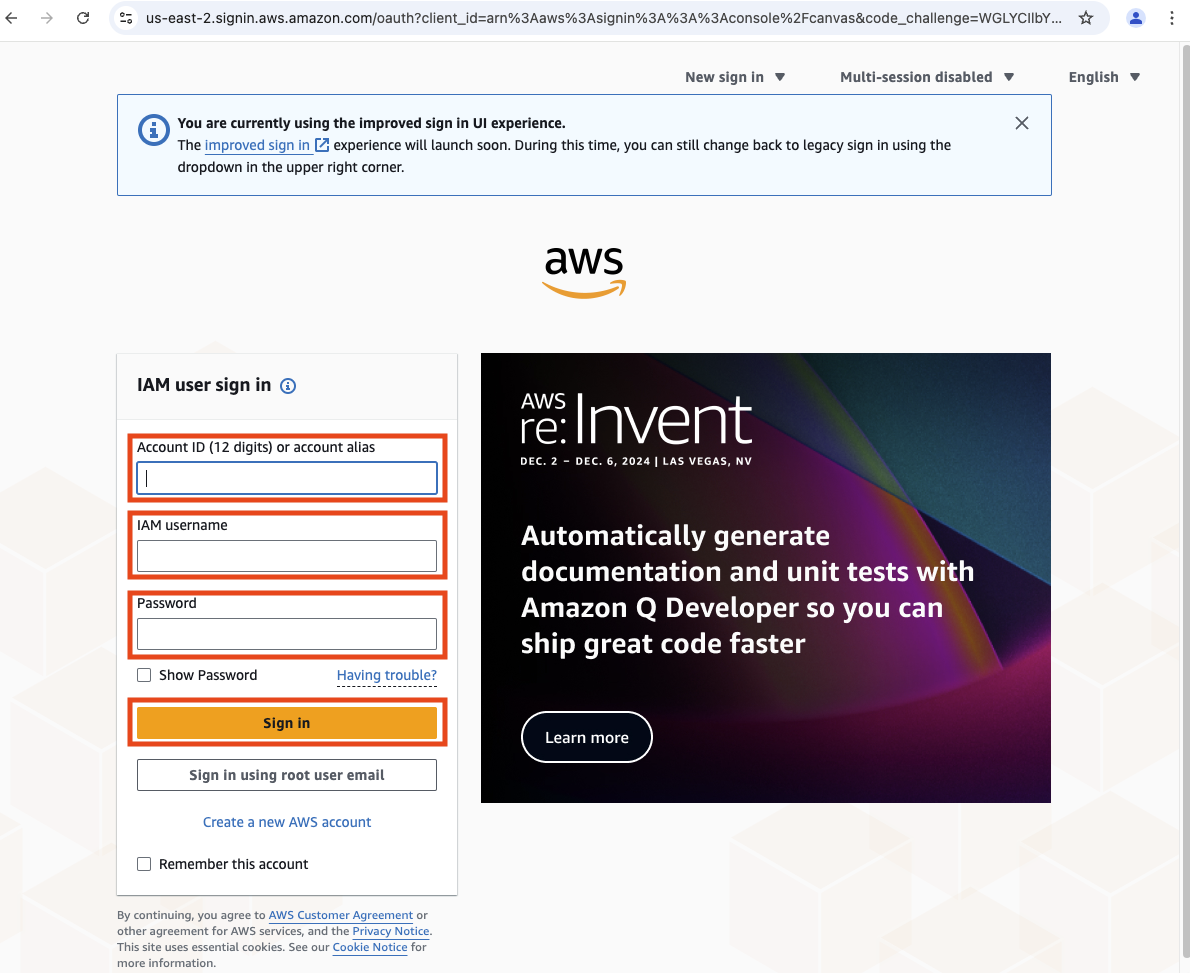 us-east-2.signin.aws.amazon.com/oauth?client_id=arn%3Aaws%3Asignin%3A%3A%3Aconsole%2Fcanvas&code_challenge=WGLYCIlbY...
New sign in
Multi-session disabled
English
You are currently using the improved sign in UI experience.
The improved sign in experience will launch soon. During this time, you can still change back to legacy sign in using the
dropdown in the upper right corner.
aws
IAM user sign in
Account ID (12 digits) or account alias
IAM username
Password
Show Password
Having trouble?
Sign in
Sign in using root user email
Create a new AWS account
Remember this account
By continuing, you agree to AWS Customer Agreement or
other agreement for AWS services, and the Privacy Notice.
This site uses essential cookies. See our Cookie Notice for
more information.
AWS
re:Invent
DEC. 2 – DEC. 6, 2024 | LAS VEGAS, NV
Automatically generate
documentation and unit tests with
Amazon Q Developer so you can
ship great code faster
Learn more